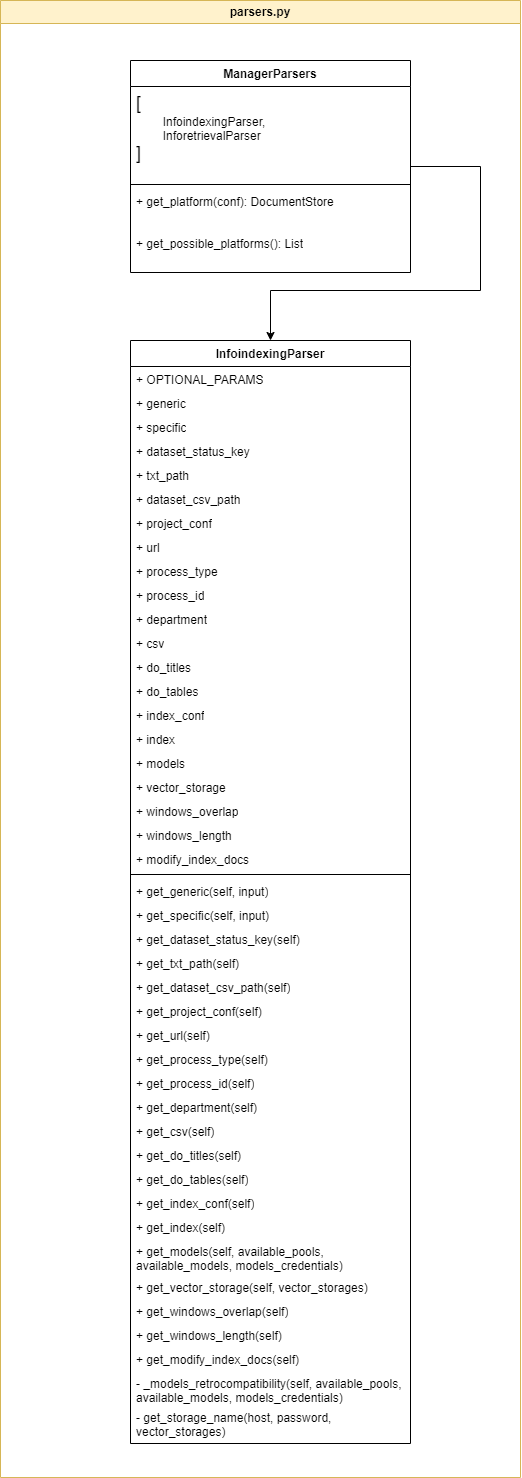 parsers.py
ManagerParsers
[
InfoindexingParser,
InforetrievalParser
]
+ get_platform(conf): DocumentStore
+ get_possible_platforms(): List
InfoindexingParser
+ OPTIONAL_PARAMS
+ generic
+ specific
+ dataset_status_key
+ txt_path
+ dataset_csv_path
+ project_conf
+ url
+ process_type
+ process_id
+ department
+ csv
+ do_titles
+ do_tables
+ index_conf
+ index
+ models
+ vector_storage
+ windows_overlap
+ windows_length
+ modify_index_docs
+ get_generic(self, input)
+ get_specific(self, input)
+ get_dataset_status_key(self)
+ get_txt_path(self)
+ get_dataset_csv_path(self)
+ get_project_conf(self)
+ get_url(self)
+ get_process_type(self)
+ get_process_id(self)
+ get_department(self)
+ get_csv(self)
+ get_do_titles(self)
+ get_do_tables(self)
+ get_index_conf(self)
+ get_index(self)
+ get_models(self, available_pools,
available_models, models_credentials)
+ get_vector_storage(self, vector_storages)
+ get_windows_overlap(self)
+ get_windows_length(self)
+ get_modify_index_docs(self)
- _models_retrocompatibility(self, available_pools,
available_models, models_credentials)
- get_storage_name(host, password,
vector_storages)